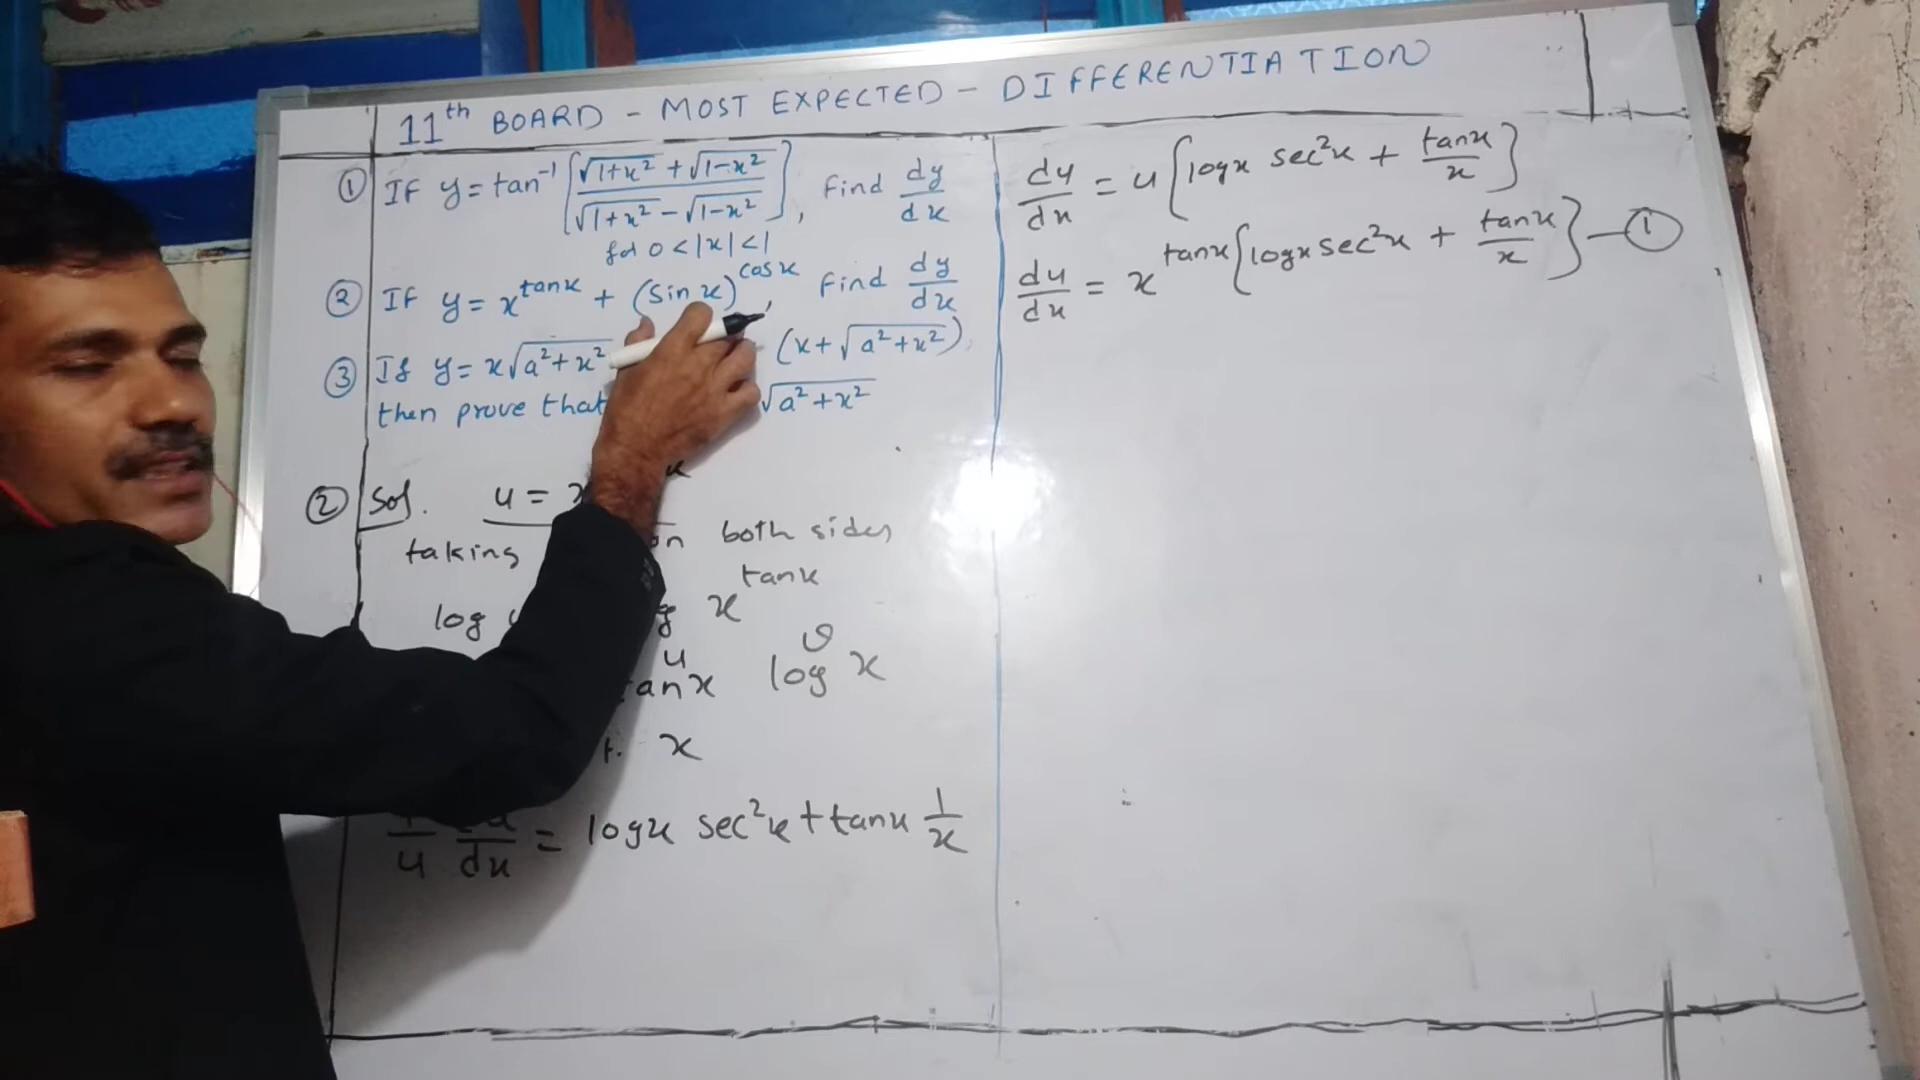 11th BOARD - MOST EXPECTED - DIFFERENTIATION
① If y = tan⁻¹ [(√1+x² + √1-x²) / (√1+x² - √1-x²)], Find dy/dx
for 0<|x|<1
② If y = x^tanx + (sinx)^cosx, Find dy/dx
③ If y = x√a²+x² (x+√a²+x²),
then prove that √a²+x²
② Sol. u =
taking on both sides
log x^tanx
u v
tanx log x
x
1/u du/dx = logx sec²x + tanx 1/x
du/dx = u [logx sec²x + tanx/x]
du/dx = x^tanx {logx sec²x + tanx/x} — ①